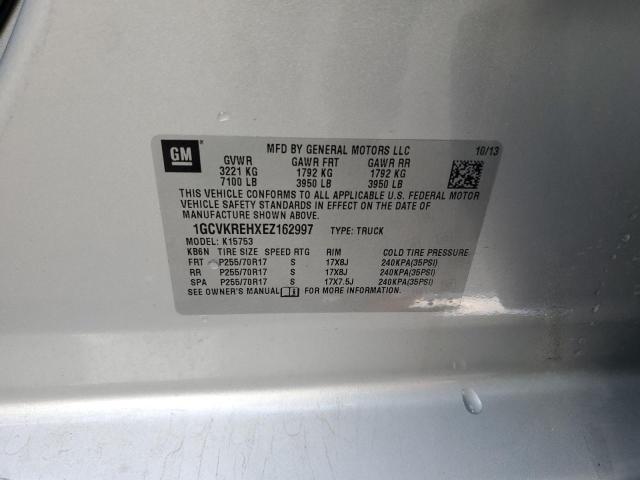 GM
MFD BY GENERAL MOTORS LLC
10/13
GVWR GAWR FRT GAWR RR
3221 KG 1792 KG 1792 KG
7100 LB 3950 LB 3950 LB
THIS VEHICLE CONFORMS TO ALL APPLICABLE U.S. FEDERAL MOTOR
VEHICLE SAFETY STANDARDS IN EFFECT ON THE DATE OF
MANUFACTURE SHOWN ABOVE.
1GCVKREHXEZ162997 TYPE: TRUCK
MODEL: K15753
KB6N TIRE SIZE SPEED RTG RIM COLD TIRE PRESSURE
FRT P255/70R17 S 17X8J 240KPA(35PSI)
RR P255/70R17 S 17X8J 240KPA(35PSI)
SPA P255/70R17 S 17X7.5J 240KPA(35PSI)
SEE OWNER'S MANUAL FOR MORE INFORMATION